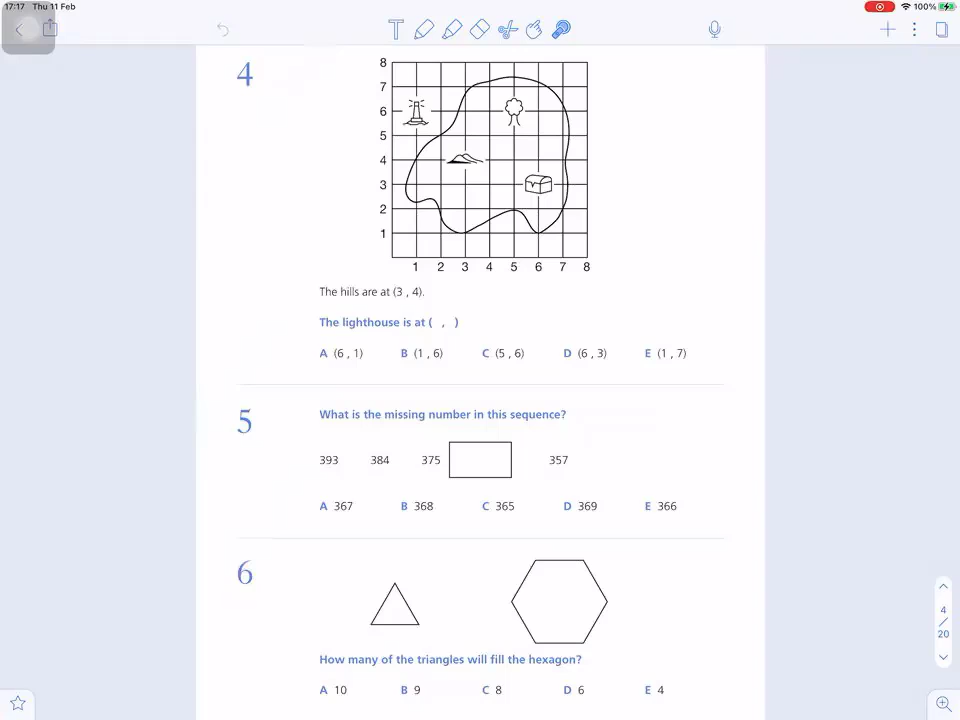 17:17 Thu 11 Feb
100%
T
4
8
7
6
5
4
3
2
1
1 2 3 4 5 6 7 8
The hills are at (3 , 4).
The lighthouse is at ( , )
A (6 , 1) B (1 , 6) C (5 , 6) D (6 , 3) E (1 , 7)
5
What is the missing number in this sequence?
393 384 375 357
A 367 B 368 C 365 D 369 E 366
6
How many of the triangles will fill the hexagon?
A 10 B 9 C 8 D 6 E 4
4
/
20